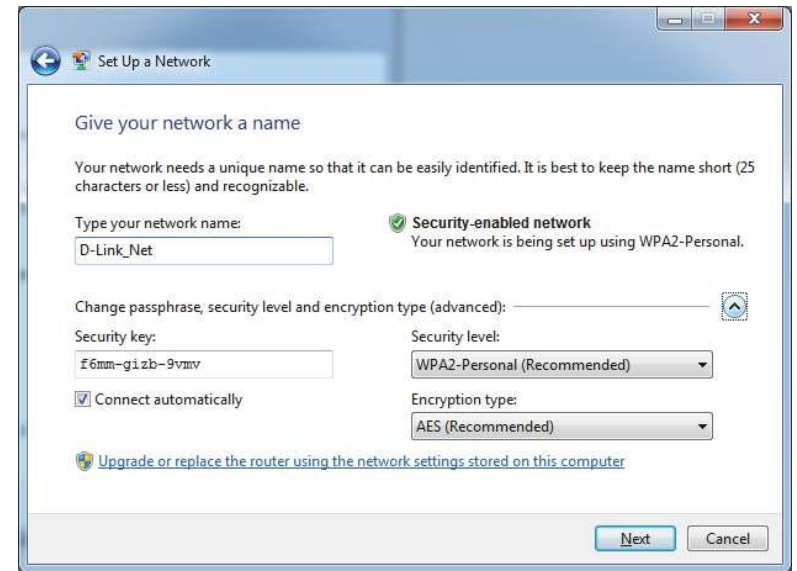 Set Up a Network
Give your network a name
Your network needs a unique name so that it can be easily identified. It is best to keep the name short (25
characters or less) and recognizable.
Type your network name:
D-Link_Net
Security-enabled network
Your network is being set up using WPA2-Personal.
Change passphrase, security level and encryption type (advanced):
Security key:
f6mm-gizb-9vmv
Connect automatically
Security level:
WPA2-Personal (Recommended)
Encryption type:
AES (Recommended)
Upgrade or replace the router using the network settings stored on this computer
Next
Cancel